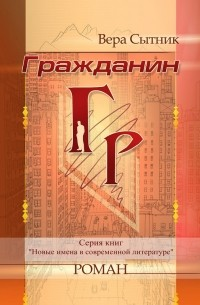 Вера Сытник
Гражданин
Гр
Серия книг
"Новые имена в современной литературе"
РОМАН